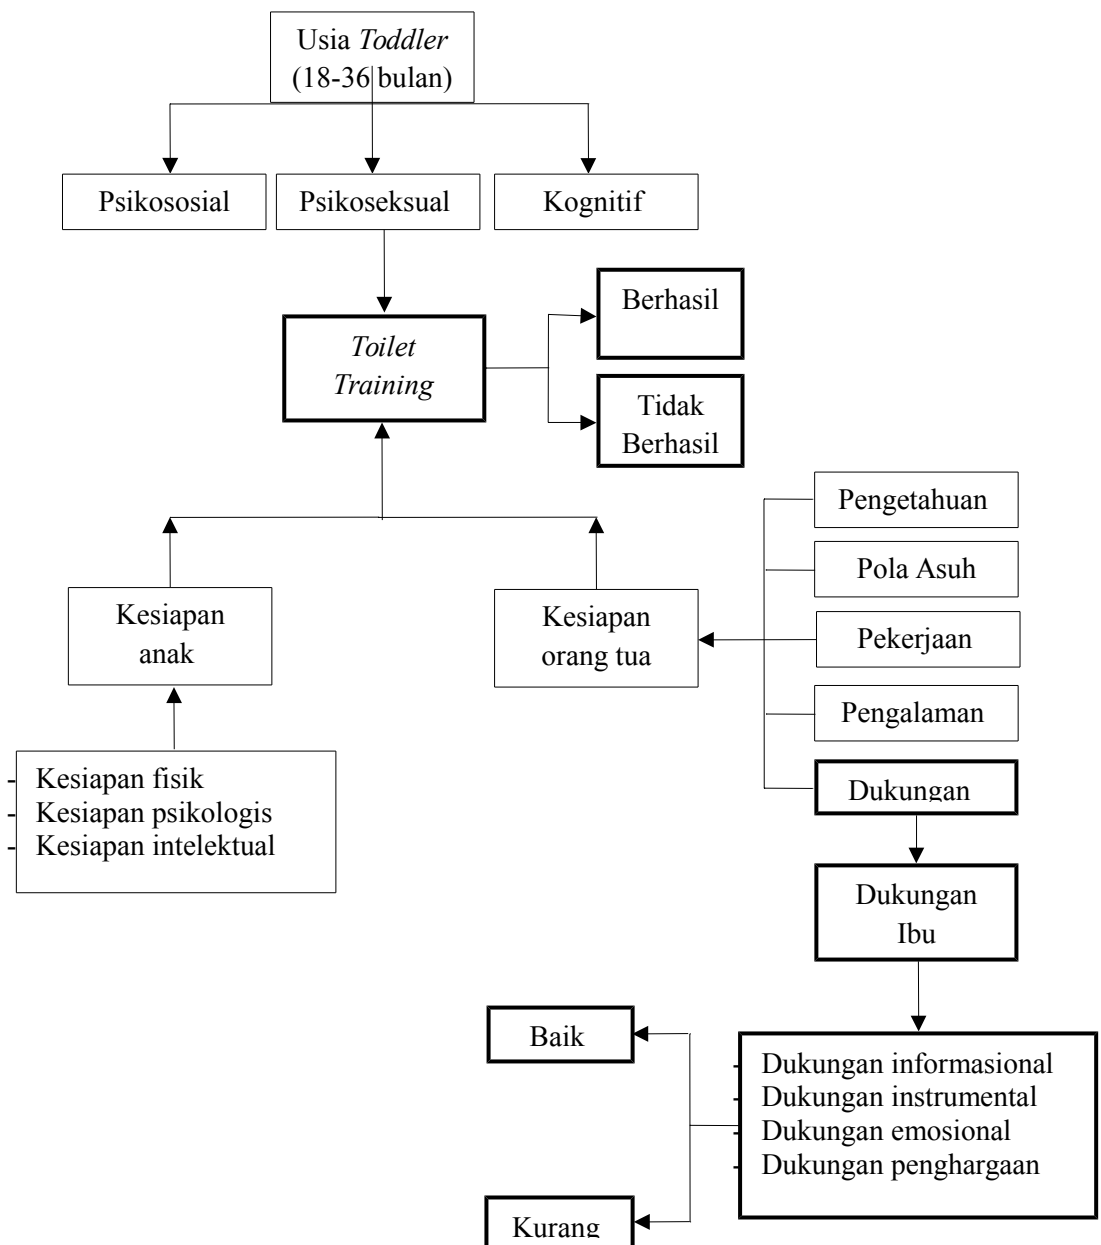 Usia Toddler
(18-36 bulan)
Psikososial
Psikoseksual
Kognitif
Berhasil
Toilet
Training
Tidak
Berhasil
Pengetahuan
Pola Asuh
Kesiapan
anak
Kesiapan
orang tua
Pekerjaan
Pengalaman
- Kesiapan fisik
- Kesiapan psikologis
- Kesiapan intelektual
Dukungan
Dukungan
Ibu
Baik
- Dukungan informasional
- Dukungan instrumental
- Dukungan emosional
- Dukungan penghargaan
Kurang